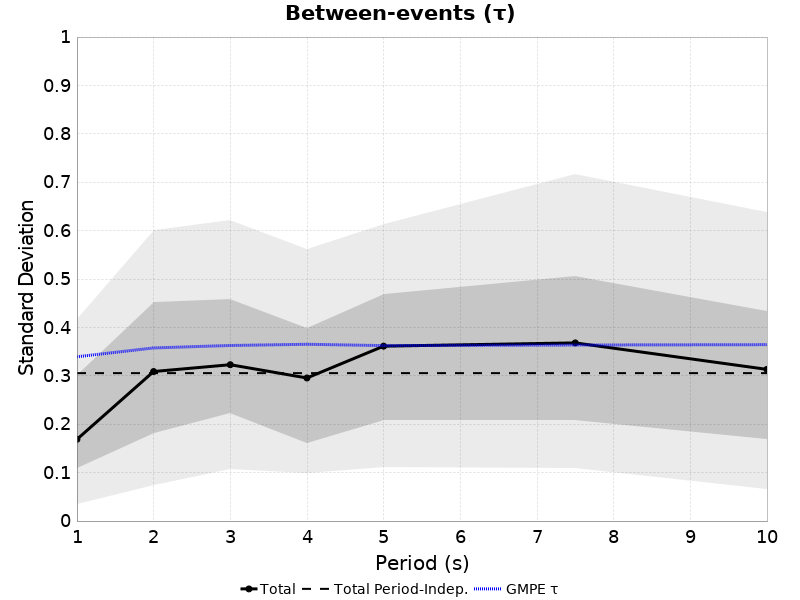 Between-events (τ)
Standard Deviation
1
0.9
0.8
0.7
0.6
0.5
0.4
0.3
0.2
0.1
0
1 2 3 4 5 6 7 8 9 10
Period (s)
Total Total Period-Indep. GMPE τ